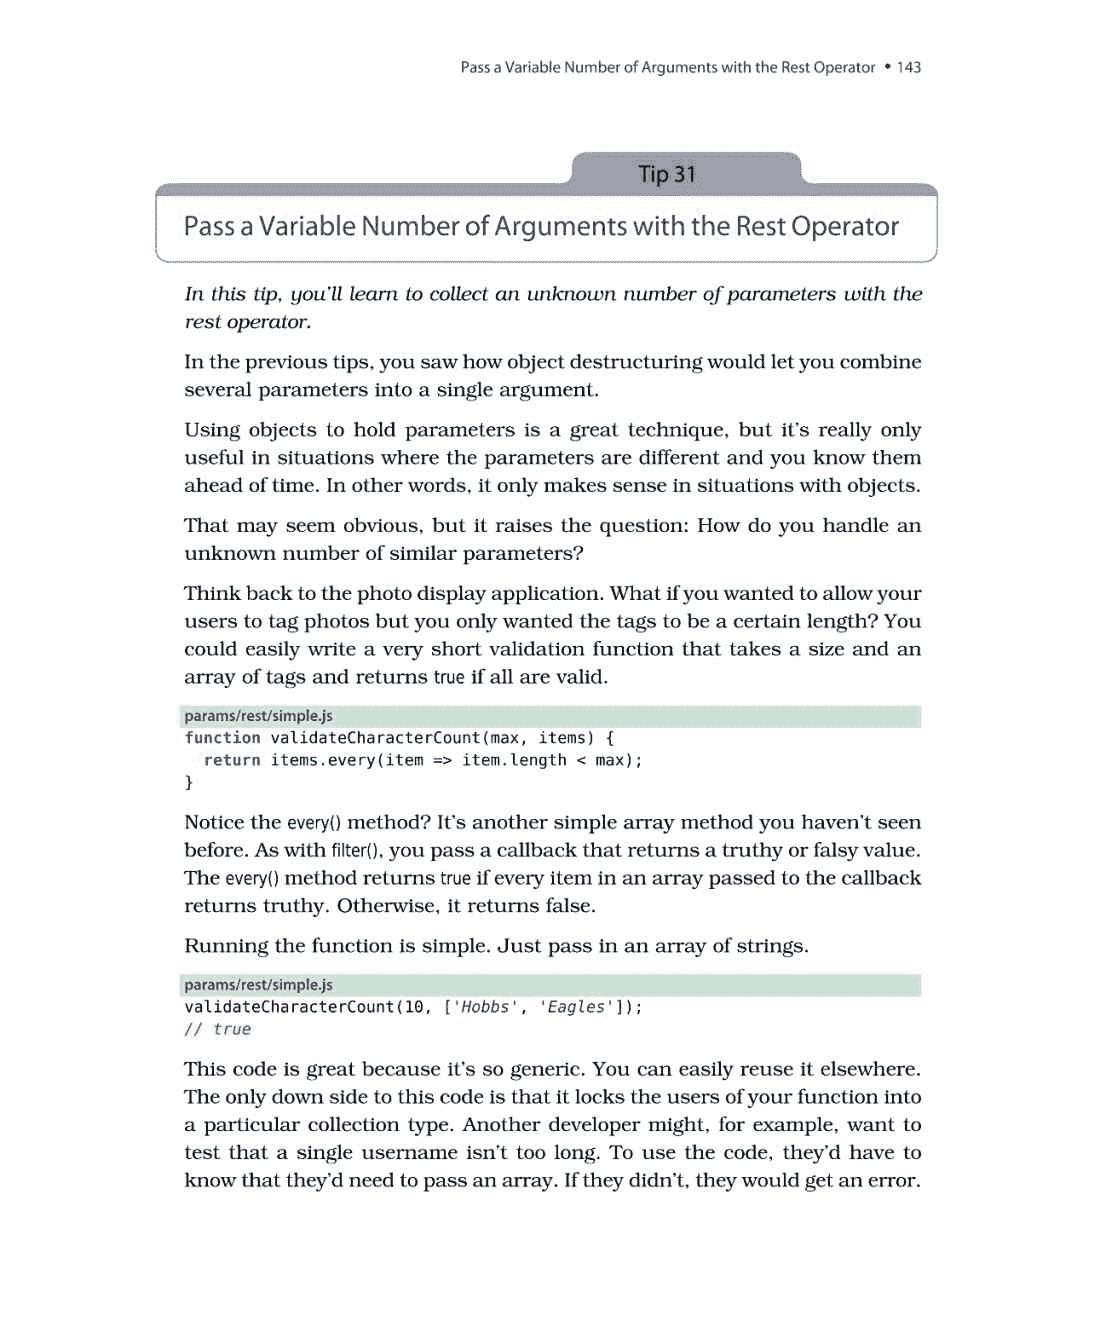 Pass a Variable Number of Arguments with the Rest Operator • 143
Tip 31
Pass a Variable Number of Arguments with the Rest Operator
In this tip, you'll learn to collect an unknown number of parameters with the
rest operator.
In the previous tips, you saw how object destructuring would let you combine
several parameters into a single argument.
Using objects to hold parameters is a great technique, but it's really only
useful in situations where the parameters are different and you know them
ahead of time. In other words, it only makes sense in situations with objects.
That may seem obvious, but it raises the question: How do you handle an
unknown number of similar parameters?
Think back to the photo display application. What if you wanted to allow your
users to tag photos but you only wanted the tags to be a certain length? You
could easily write a very short validation function that takes a size and an
array of tags and returns true if all are valid.
params/rest/simple.js
function validateCharacterCount(max, items) {
  return items.every(item => item.length < max);
}
Notice the every() method? It's another simple array method you haven't seen
before. As with filter(), you pass a callback that returns a truthy or falsy value.
The every() method returns true if every item in an array passed to the callback
returns truthy. Otherwise, it returns false.
Running the function is simple. Just pass in an array of strings.
params/rest/simple.js
validateCharacterCount(10, ['Hobbs', 'Eagles']);
// true
This code is great because it's so generic. You can easily reuse it elsewhere.
The only down side to this code is that it locks the users of your function into
a particular collection type. Another developer might, for example, want to
test that a single username isn't too long. To use the code, they'd have to
know that they'd need to pass an array. If they didn't, they would get an error.